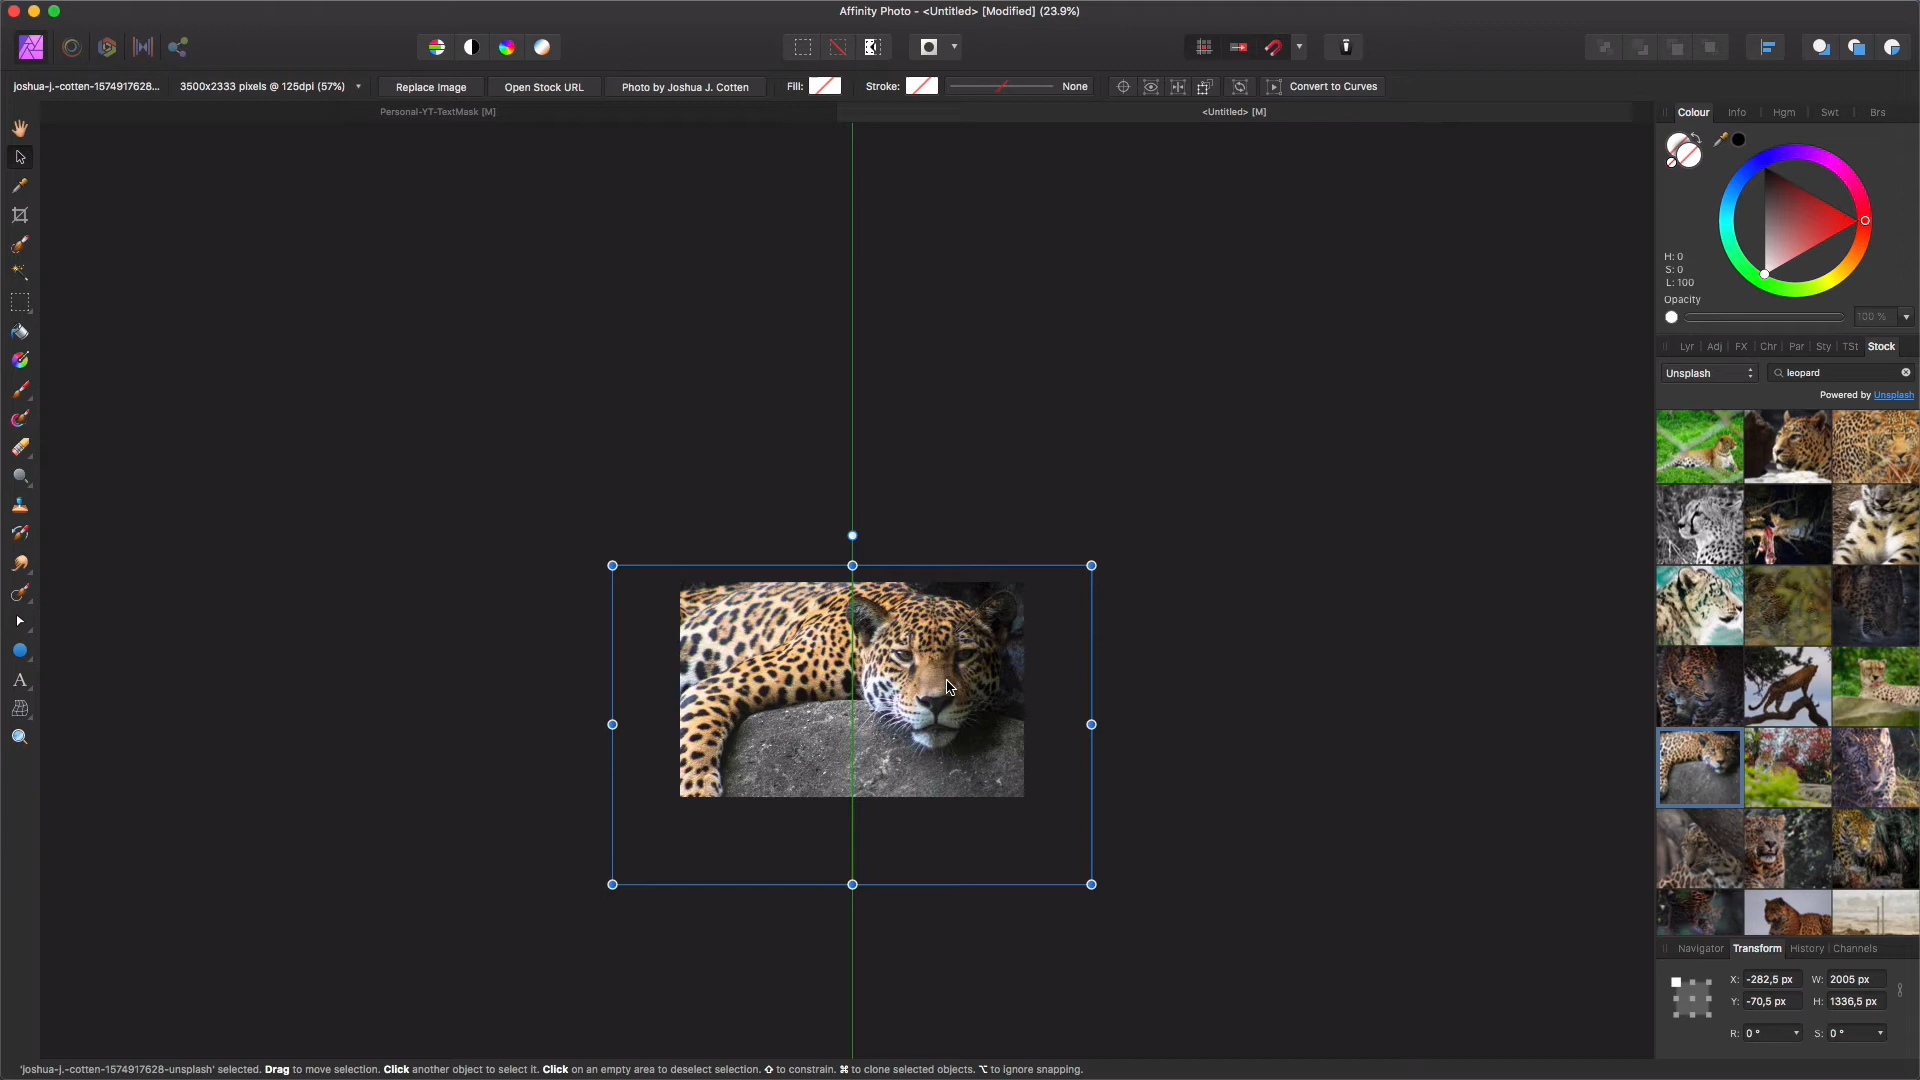 Affinity Photo - <Untitled> [Modified] (23.9%)
joshua-j.-cotten-1574917628... 3500x2333 pixels @ 125dpi (57%) Replace Image Open Stock URL Photo by Joshua J. Cotten Fill: Stroke: None Convert to Curves
Personal-YT-TextMask [M] <Untitled> [M]
Colour Info Hgm Swt Brs
H: 0
S: 0
L: 100
Opacity
100 %
Lyr Adj FX Chr Par Sty TSt Stock
Unsplash leopard
Powered by Unsplash
Navigator Transform History Channels
X: -282,5 px W: 2005 px
Y: -70,5 px H: 1336,5 px
R: 0 ° S: 0 °
'joshua-j.-cotten-1574917628-unsplash' selected. Drag to move selection. Click another object to select it. Click on an empty area to deselect selection. ⇧ to constrain. ⌘ to clone selected objects. ⌥ to ignore snapping.